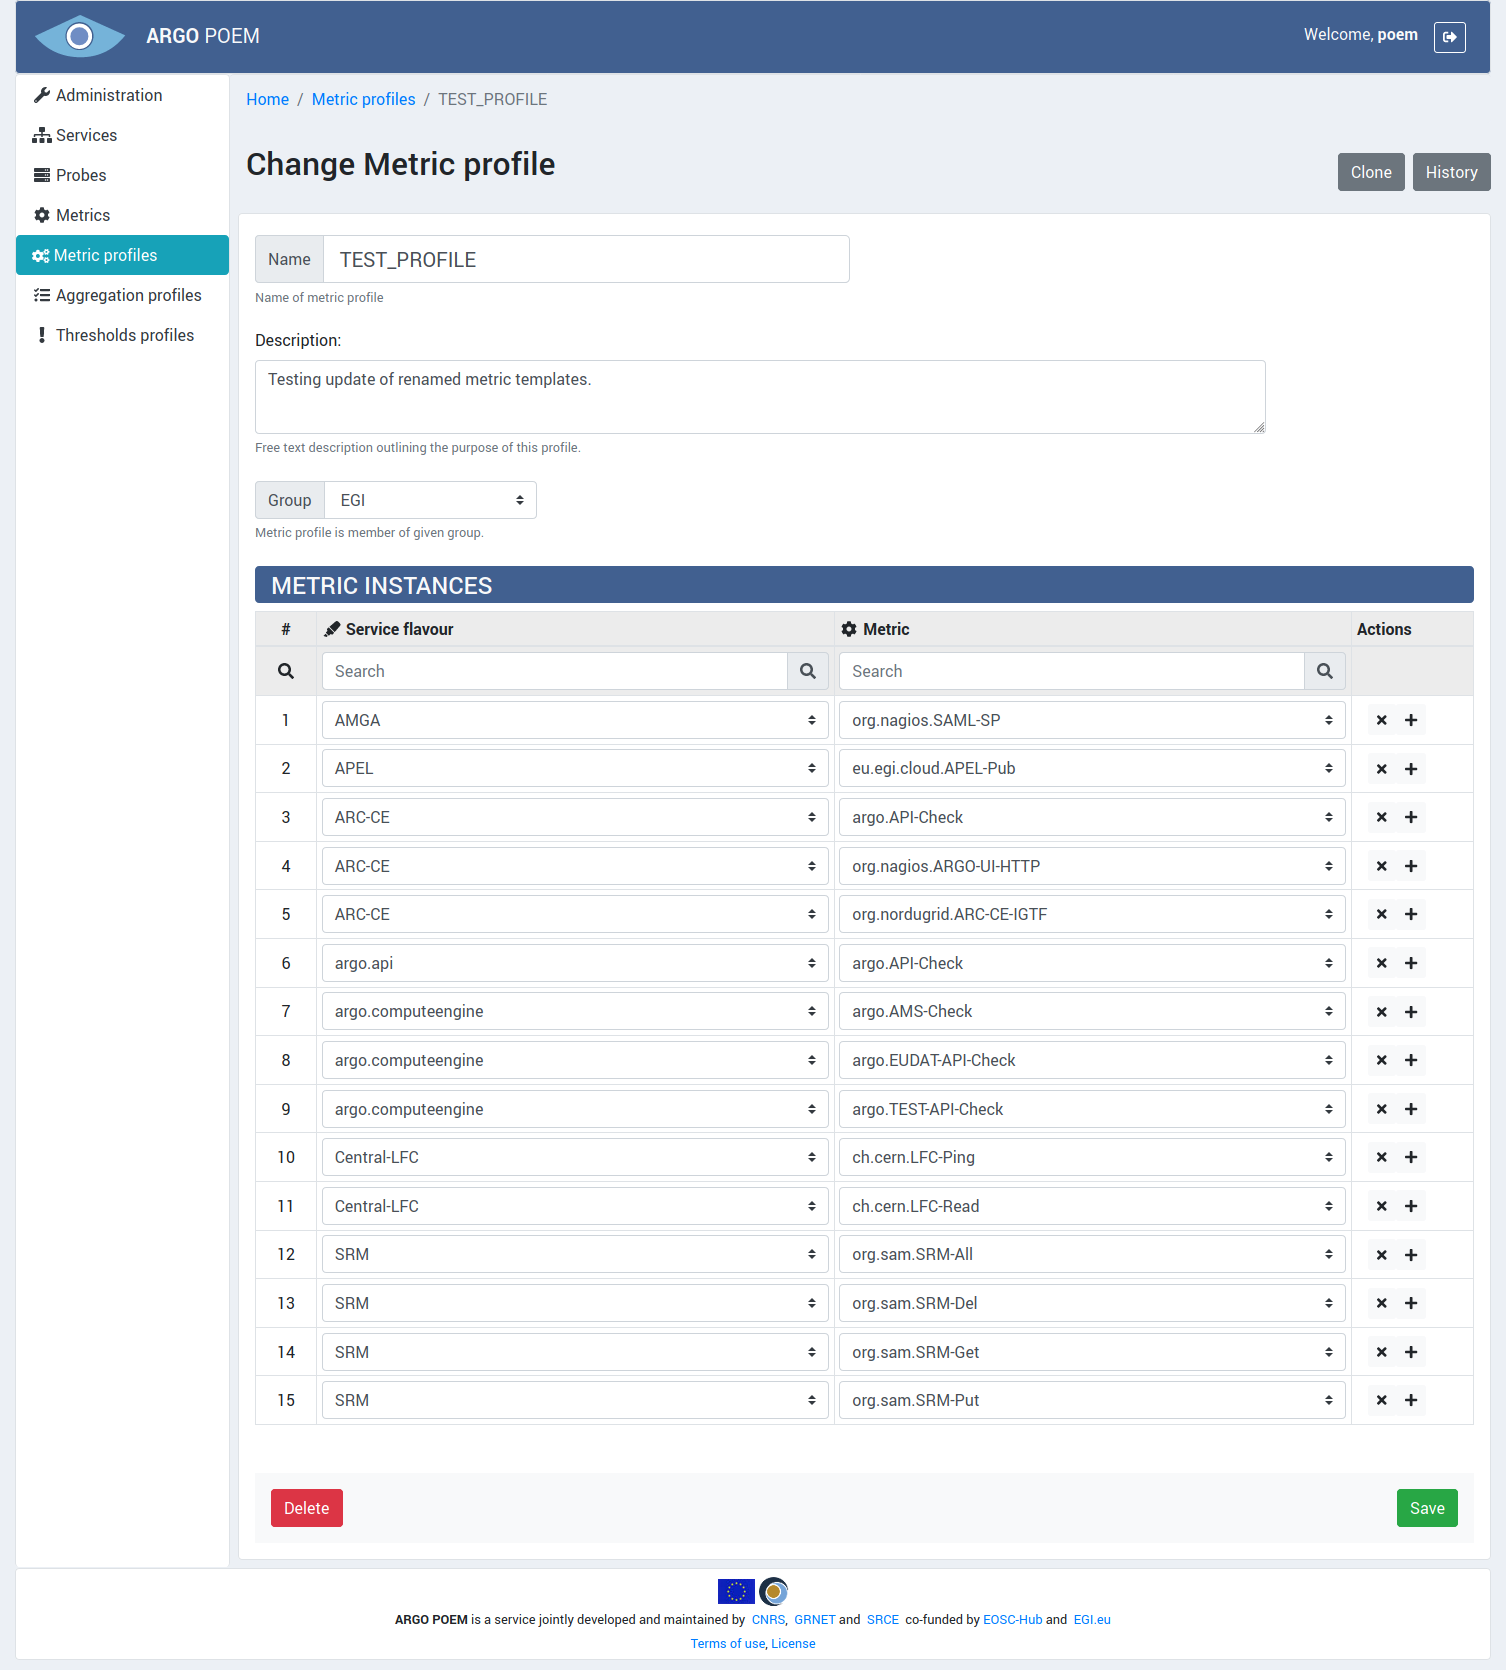 ARGO POEM
Welcome, poem
Administration
Services
Probes
Metrics
Metric profiles
Aggregation profiles
Thresholds profiles
Home / Metric profiles / TEST_PROFILE
Change Metric profile
Clone History
Name TEST_PROFILE
Name of metric profile
Description:
Testing update of renamed metric templates.
Free text description outlining the purpose of this profile.
Group EGI
Metric profile is member of given group.
METRIC INSTANCES
# Service flavour Metric Actions
Search Search
1 AMGA org.nagios.SAML-SP
2 APEL eu.egi.cloud.APEL-Pub
3 ARC-CE argo.API-Check
4 ARC-CE org.nagios.ARGO-UI-HTTP
5 ARC-CE org.nordugrid.ARC-CE-IGTF
6 argo.api argo.API-Check
7 argo.computeengine argo.AMS-Check
8 argo.computeengine argo.EUDAT-API-Check
9 argo.computeengine argo.TEST-API-Check
10 Central-LFC ch.cern.LFC-Ping
11 Central-LFC ch.cern.LFC-Read
12 SRM org.sam.SRM-All
13 SRM org.sam.SRM-Del
14 SRM org.sam.SRM-Get
15 SRM org.sam.SRM-Put
Delete Save
ARGO POEM is a service jointly developed and maintained by CNRS, GRNET and SRCE co-funded by EOSC-Hub and EGI.eu
Terms of use, License